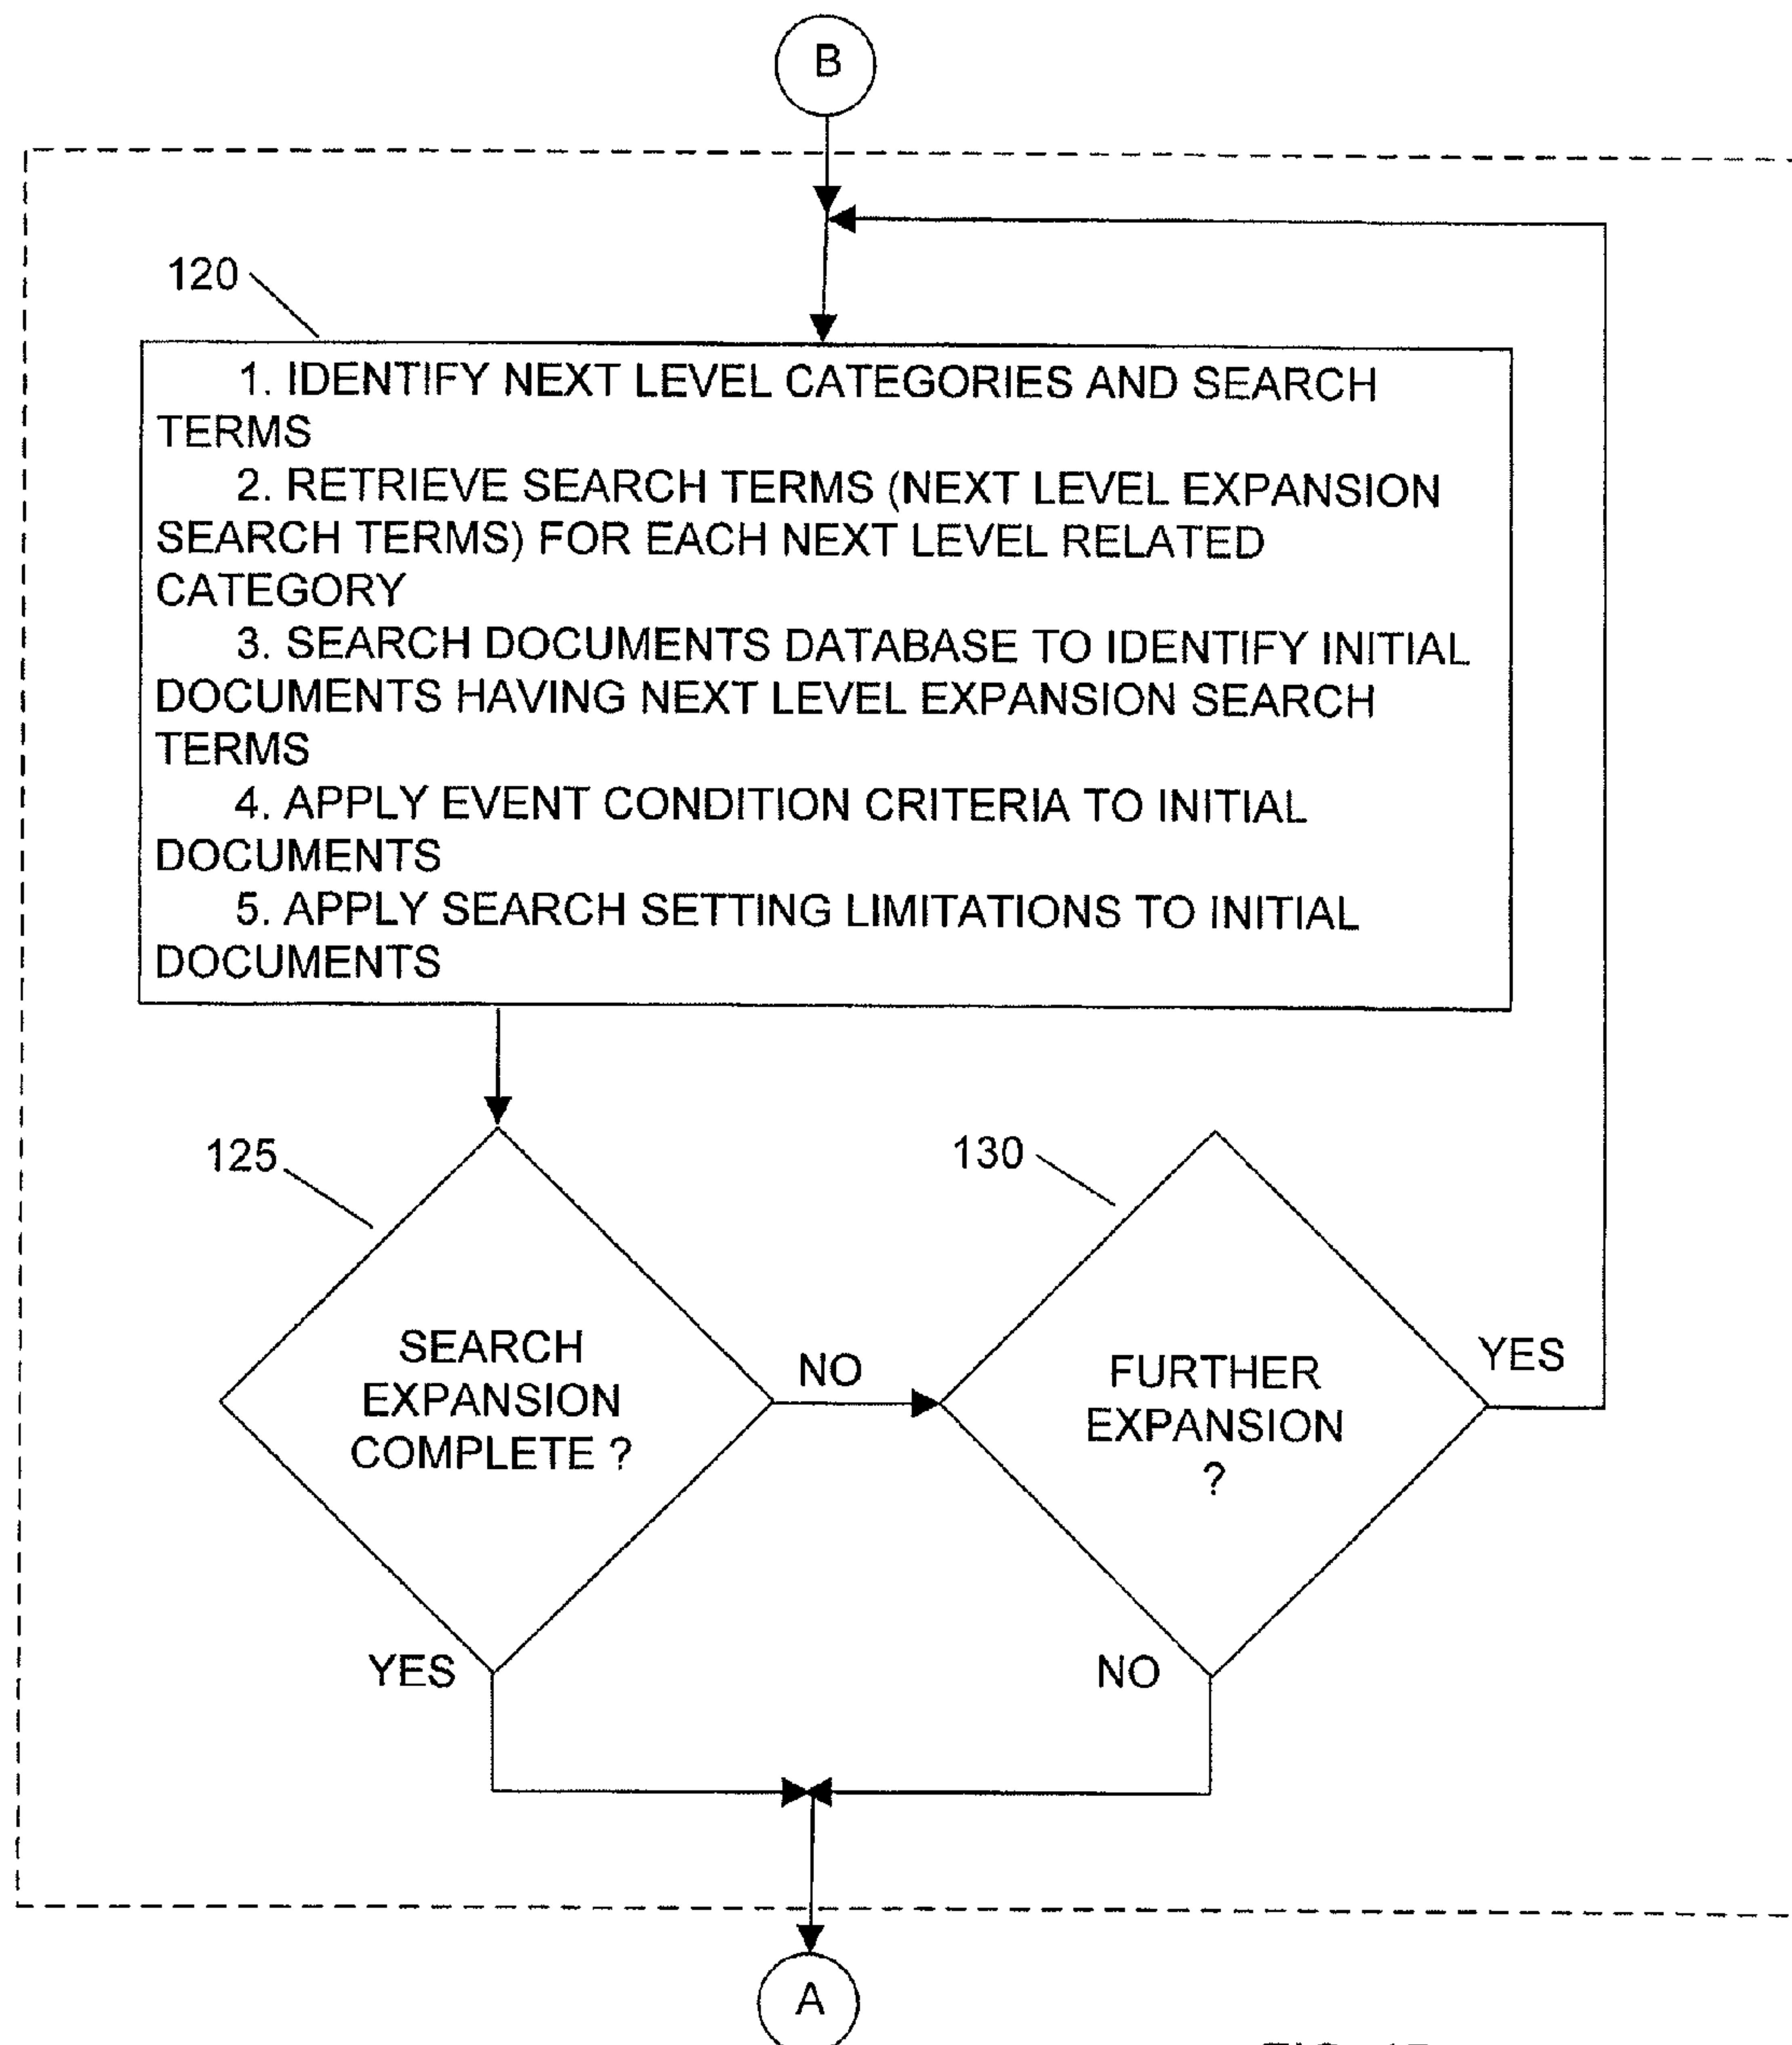 B
120
1. IDENTIFY NEXT LEVEL CATEGORIES AND SEARCH
TERMS
2. RETRIEVE SEARCH TERMS (NEXT LEVEL EXPANSION
SEARCH TERMS) FOR EACH NEXT LEVEL RELATED
CATEGORY
3. SEARCH DOCUMENTS DATABASE TO IDENTIFY INITIAL
DOCUMENTS HAVING NEXT LEVEL EXPANSION SEARCH
TERMS
4. APPLY EVENT CONDITION CRITERIA TO INITIAL
DOCUMENTS
5. APPLY SEARCH SETTING LIMITATIONS TO INITIAL
DOCUMENTS
125
130
SEARCH
EXPANSION
COMPLETE ?
NO
FURTHER
EXPANSION
?
YES
YES
NO
A